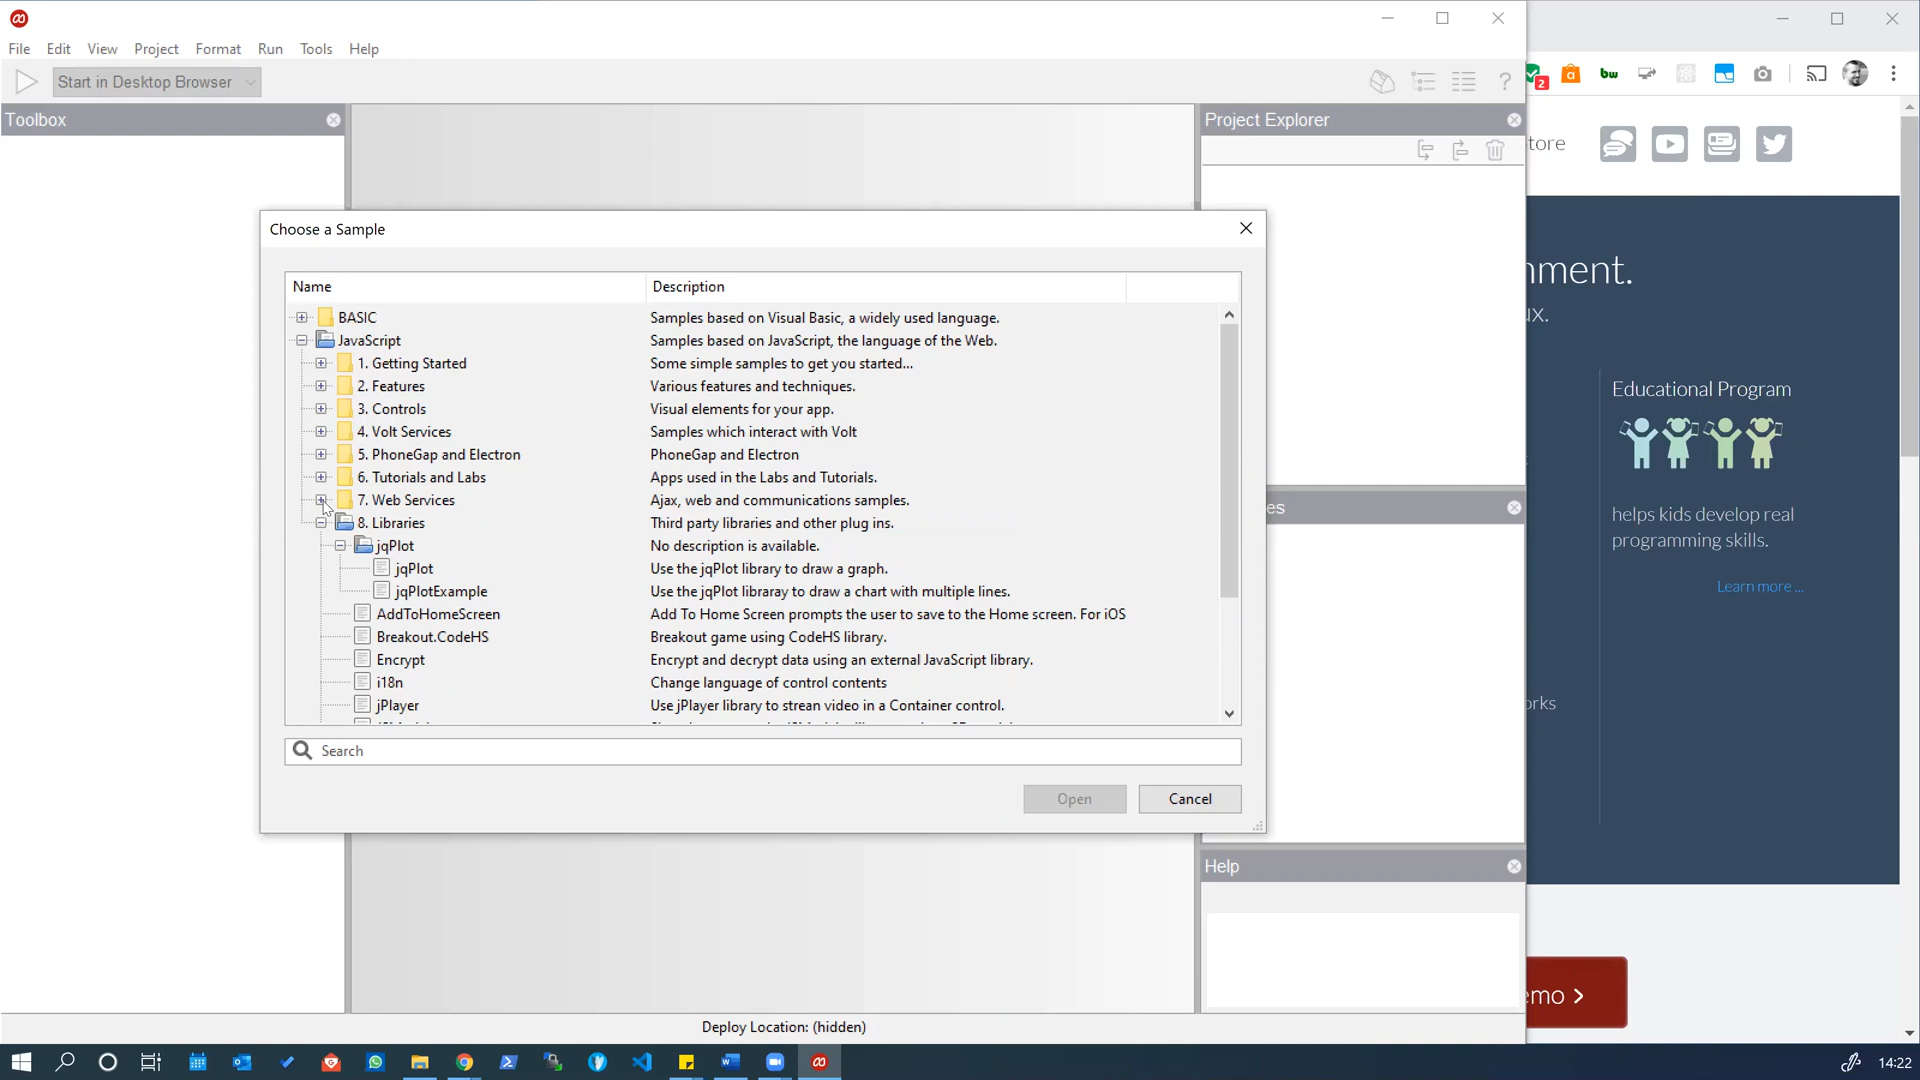 File Edit View Project Format Run Tools Help
Start in Desktop Browser
?
2
bw
Toolbox
Project Explorer
tore
Choose a Sample
Name Description
BASIC Samples based on Visual Basic, a widely used language.
JavaScript Samples based on JavaScript, the language of the Web.
1. Getting Started Some simple samples to get you started...
2. Features Various features and techniques.
3. Controls Visual elements for your app.
4. Volt Services Samples which interact with Volt
5. PhoneGap and Electron PhoneGap and Electron
6. Tutorials and Labs Apps used in the Labs and Tutorials.
7. Web Services Ajax, web and communications samples.
8. Libraries Third party libraries and other plug ins.
jqPlot No description is available.
jqPlot Use the jqPlot library to draw a graph.
jqPlotExample Use the jqPlot libraray to draw a chart with multiple lines.
AddToHomeScreen Add To Home Screen prompts the user to save to the Home screen. For iOS
Breakout.CodeHS Breakout game using CodeHS library.
Encrypt Encrypt and decrypt data using an external JavaScript library.
i18n Change language of control contents
jPlayer Use jPlayer library to strean video in a Container control.
Search
Open Cancel
es
Help
Deploy Location: (hidden)
nment.
ux.
Educational Program
helps kids develop real
programming skills.
Learn more ...
orks
emo
14:22